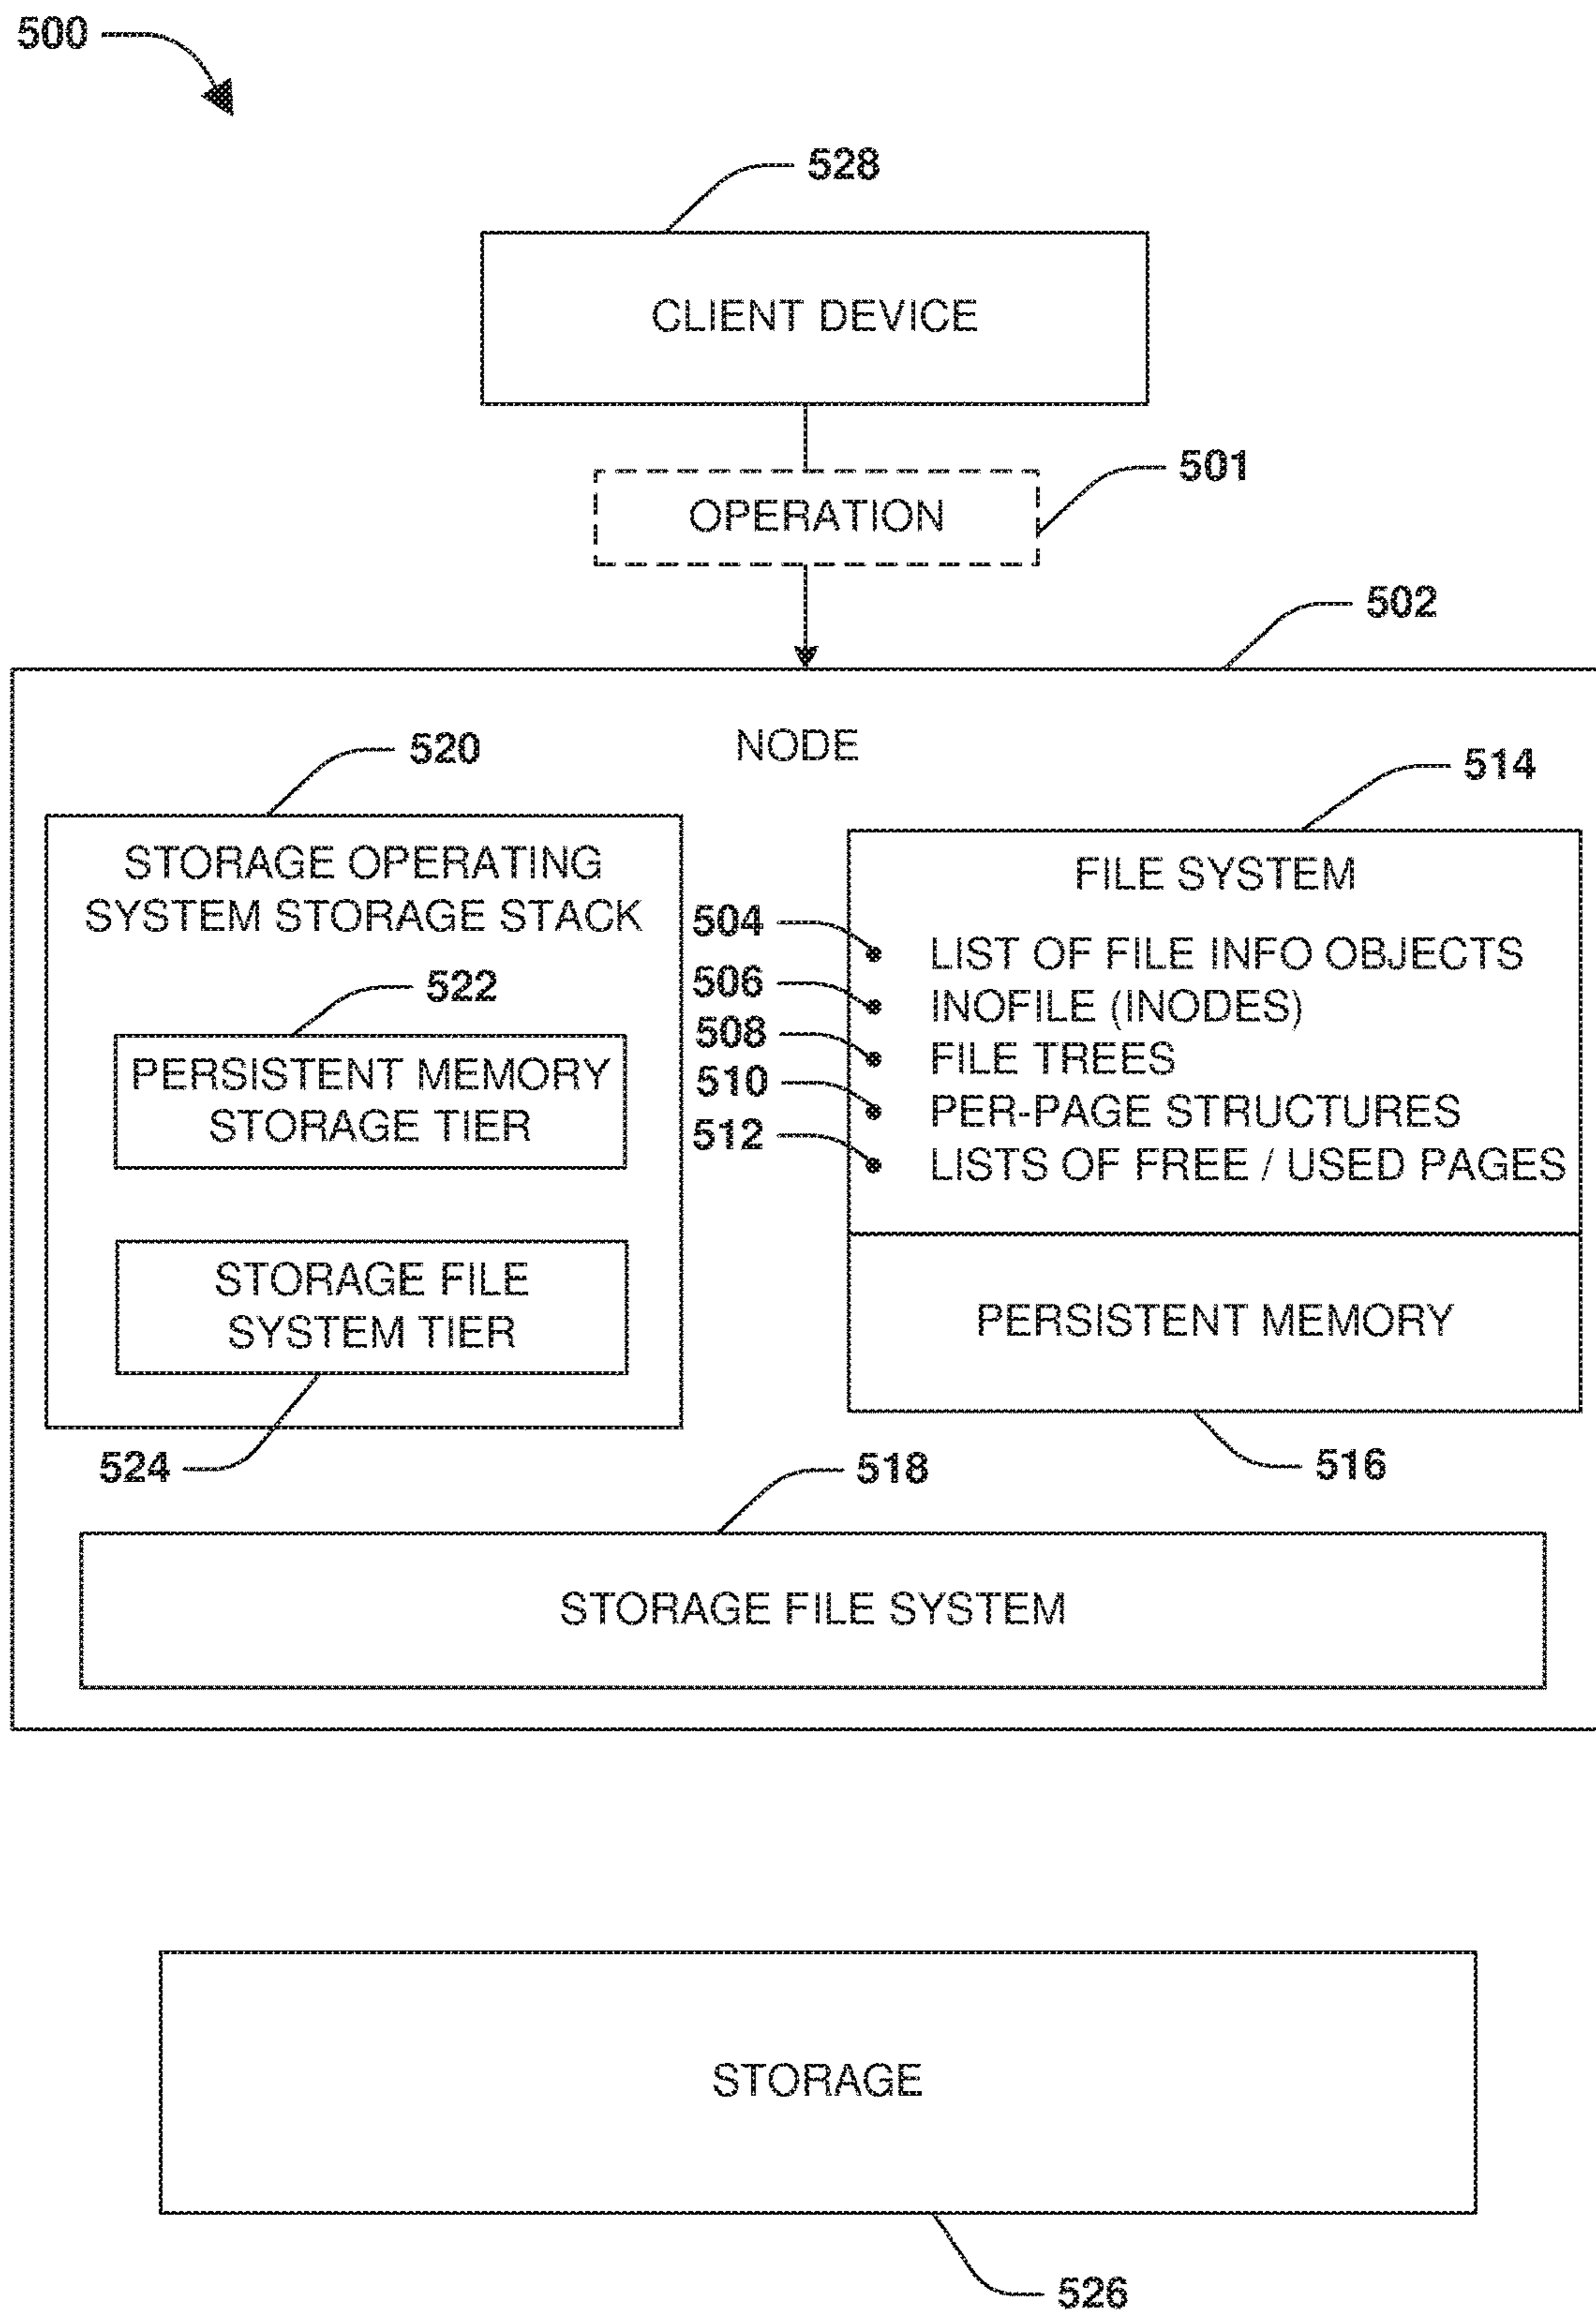 500
528
CLIENT DEVICE
501
OPERATION
502
NODE
520
514
STORAGE OPERATING
SYSTEM STORAGE STACK
FILE SYSTEM
504
LIST OF FILE INFO OBJECTS
506
INOFILE (INODES)
508
FILE TREES
510
PER-PAGE STRUCTURES
512
LISTS OF FREE / USED PAGES
522
PERSISTENT MEMORY
STORAGE TIER
STORAGE FILE
SYSTEM TIER
PERSISTENT MEMORY
524
518
516
STORAGE FILE SYSTEM
STORAGE
526